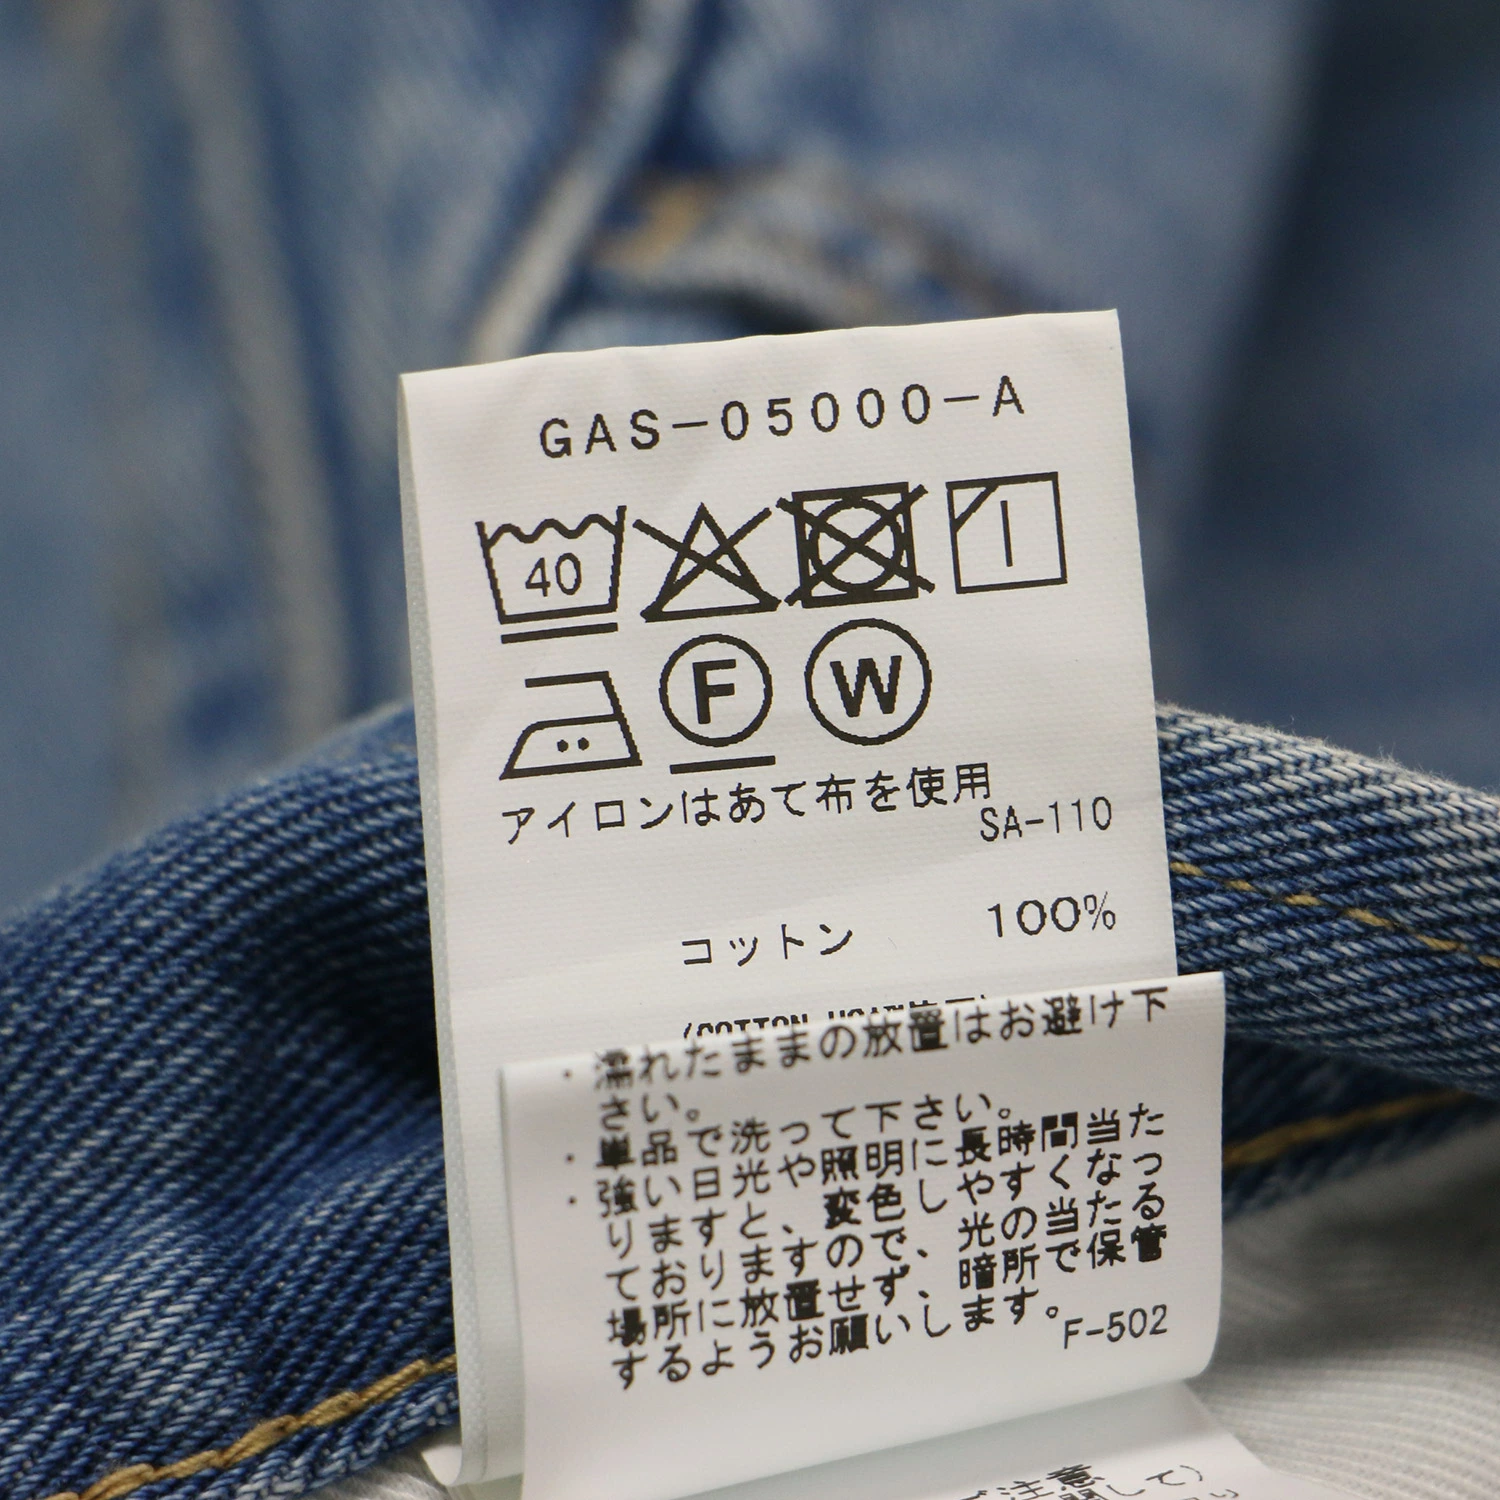 GAS-05000-A
40
F W
アイロンはあて布を使用
SA-110
コットン 100%
(COTTON USA
・濡れたままの放置はお避け下
さい。
・単品で洗って下さい。
・強い日光や照明に長時間当た
りますと、変色しやすくなっ
ておりますので、光の当たる
場所に放置せず、暗所で保管
するようお願いします。
F-502